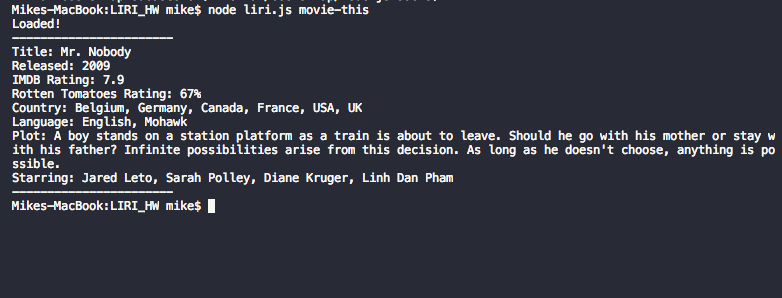 Mikes-MacBook:LIRI_HW mike$ node liri.js movie-this
Loaded!
-----------------------
Title: Mr. Nobody
Released: 2009
IMDB Rating: 7.9
Rotten Tomatoes Rating: 67%
Country: Belgium, Germany, Canada, France, USA, UK
Language: English, Mohawk
Plot: A boy stands on a station platform as a train is about to leave. Should he go with his mother or stay w
ith his father? Infinite possibilities arise from this decision. As long as he doesn't choose, anything is po
ssible.
Starring: Jared Leto, Sarah Polley, Diane Kruger, Linh Dan Pham
-----------------------
Mikes-MacBook:LIRI_HW mike$